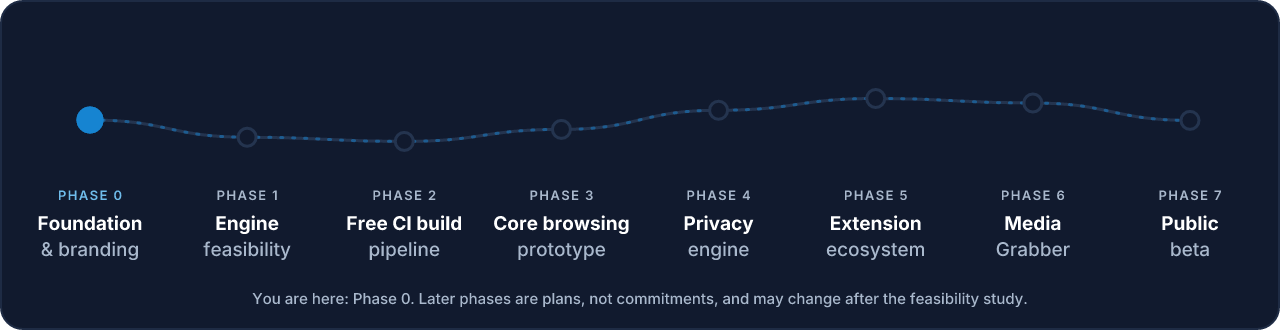 PHASE 0 PHASE 1 PHASE 2 PHASE 3 PHASE 4 PHASE 5 PHASE 6 PHASE 7
Foundation Engine Free CI build Core browsing Privacy Extension Media Public
& branding feasibility pipeline prototype engine ecosystem Grabber beta
You are here: Phase 0. Later phases are plans, not commitments, and may change after the feasibility study.